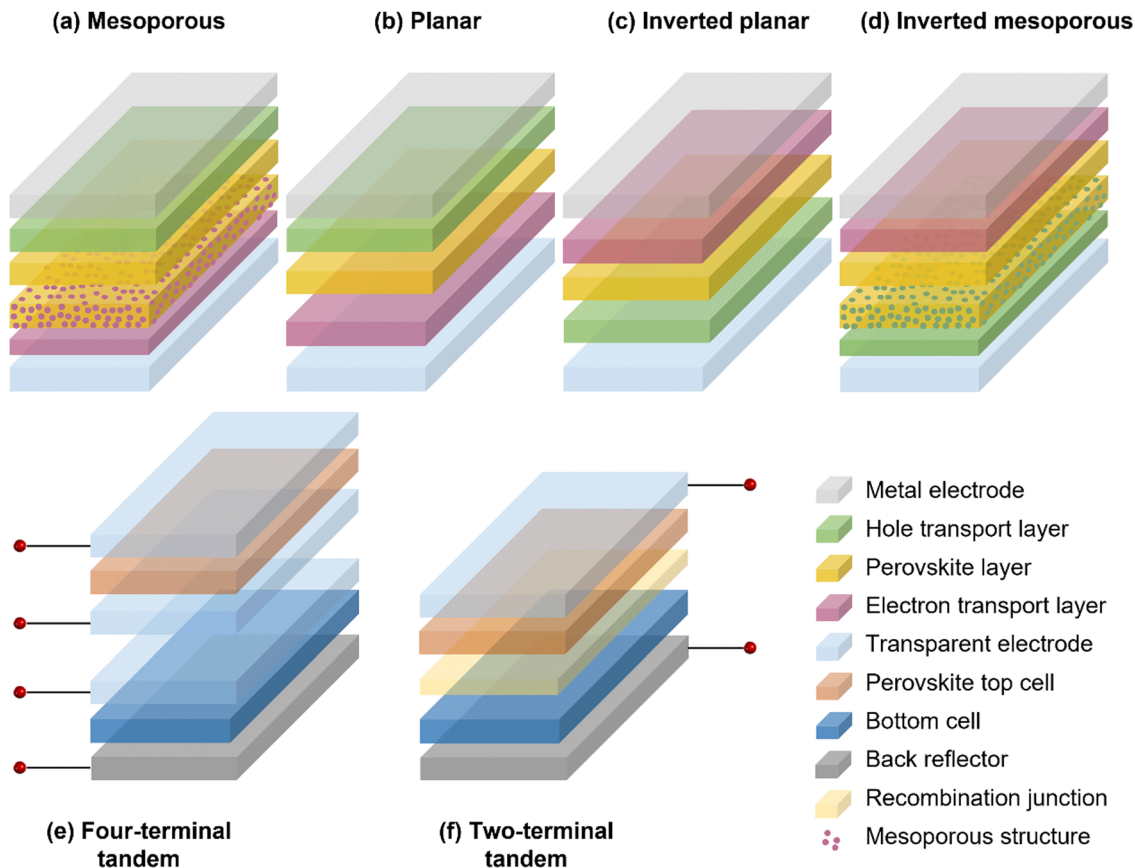 (a) Mesoporous
(b) Planar
(c) Inverted planar
(d) Inverted mesoporous
Metal electrode
Hole transport layer
Perovskite layer
Electron transport layer
Transparent electrode
Perovskite top cell
Bottom cell
Back reflector
Recombination junction
Mesoporous structure
(e) Four-terminal
tandem
(f) Two-terminal
tandem